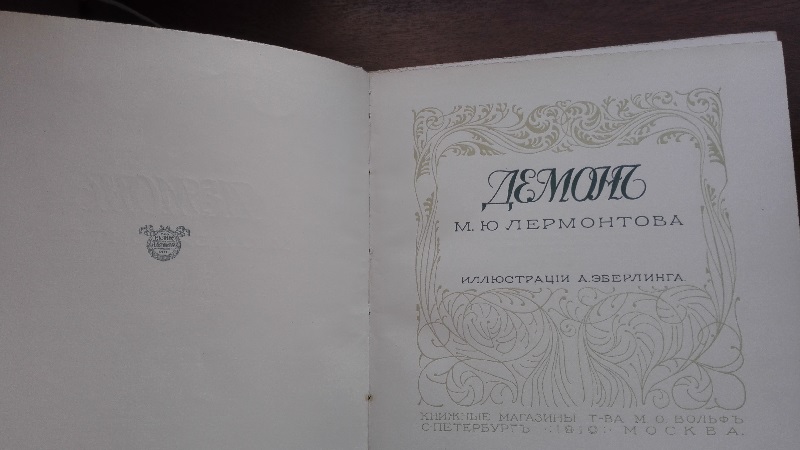 ДЕМОНЪ
М. Ю ЛЕРМОНТОВА
ИЛЛЮСТРАЦІИ А. ЭБЕРЛИНГА.
КНИЖНЫЕ МАГАЗИНЫ Т-ВА М. О. ВОЛЬФЪ
С-ПЕТЕРБУРГЪ ·1910· МОСКВА.